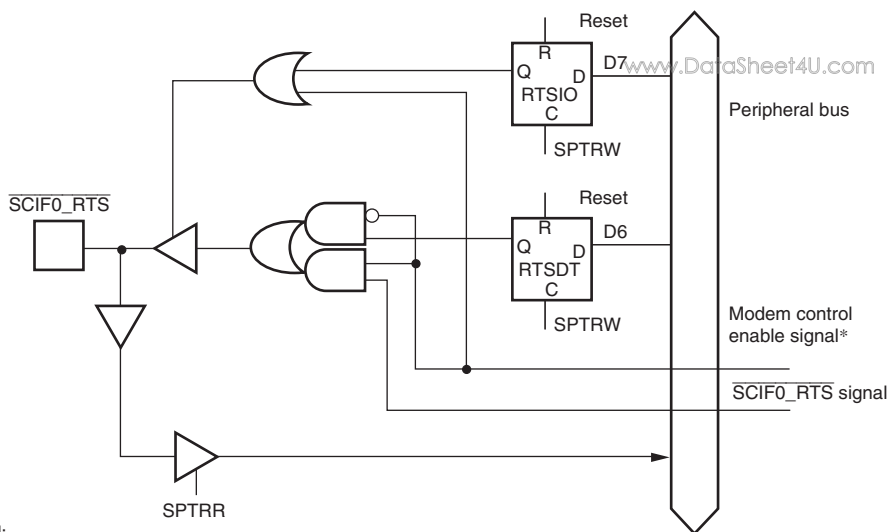 Reset
R
D7
www.DataSheet4U.com
Q
D
RTSIO
C
Peripheral bus
SPTRW
Reset
SCIF0_RTS
R
D6
Q
D
RTSDT
C
SPTRW
Modem control
enable signal*
SCIF0_RTS signal
SPTRR